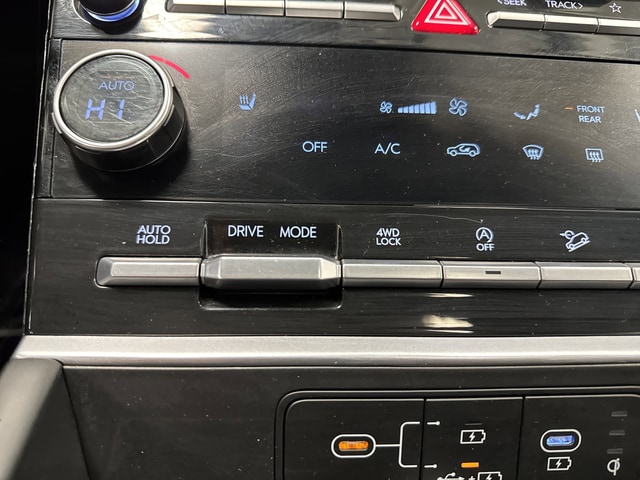 <SEEK TRACK>
AUTO
HI
FRONT
REAR
OFF A/C
AUTO
HOLD
DRIVE MODE
4WD
LOCK
A
OFF